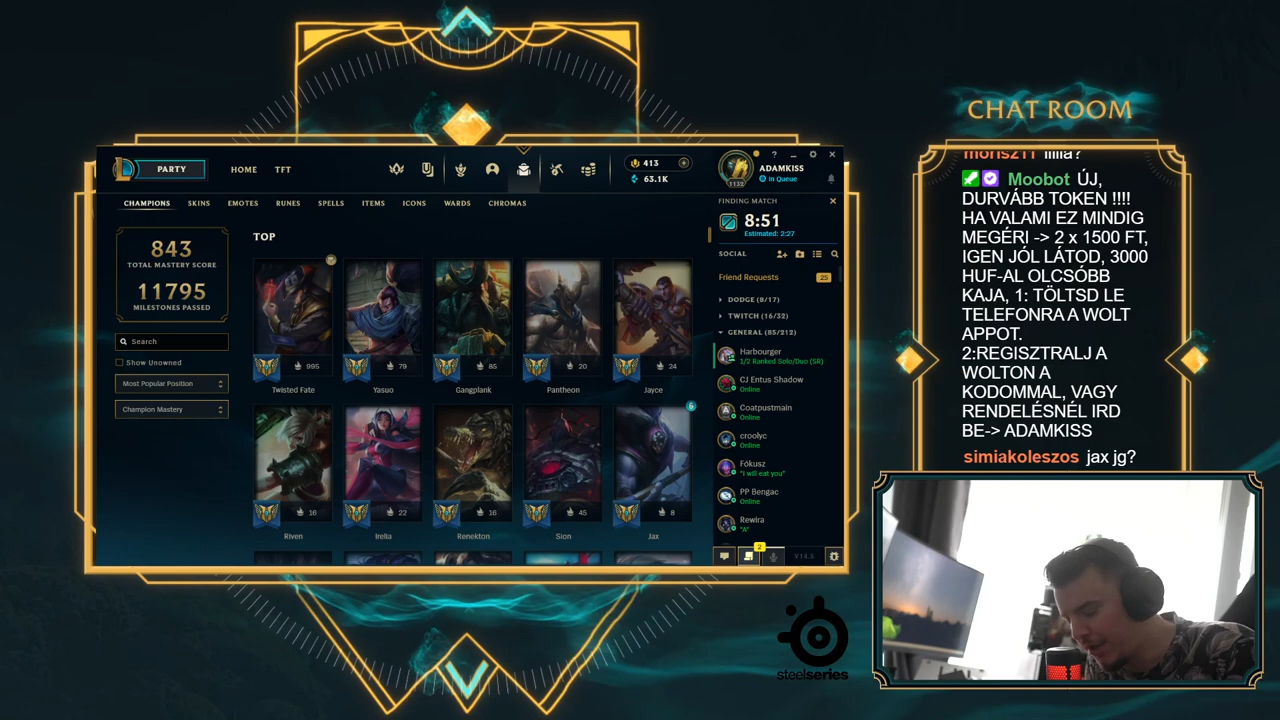 PARTY
HOME
TFT
413
63.1K
1132
?
ADAMKISS
In Queue
CHAMPIONS
SKINS
EMOTES
RUNES
SPELLS
ITEMS
ICONS
WARDS
CHROMAS
843
TOTAL MASTERY SCORE
11795
MILESTONES PASSED
Search
Show Unowned
Most Popular Position
Champion Mastery
TOP
995
79
85
20
24
Twisted Fate
Yasuo
Gangplank
Pantheon
Jayce
6
16
22
16
45
8
Riven
Irelia
Renekton
Sion
Jax
FINDING MATCH
8:51
Estimated: 2:27
SOCIAL
Friend Requests
25
DODGE (8/17)
TWITCH (16/32)
GENERAL (85/212)
Harbourger
1/2 Ranked Solo/Duo (SR)
CJ Entus Shadow
Online
Coatpustmain
Online
croolyc
Online
Fókusz
"I will eat you"
PP Bengac
Online
Rewira
"A"
2
V14.5
CHAT ROOM
Moobot ÚJ,
DURVÁBB TOKEN !!!!
HA VALAMI EZ MINDIG
MEGÉRI -> 2 x 1500 FT,
IGEN JÓL LÁTOD, 3000
HUF-AL OLCSÓBB
KAJA, 1: TÖLTSD LE
TELEFONRA A WOLT
APPOT.
2:REGISZTRALJ A
WOLTON A
KODOMMAL, VAGY
RENDELÉSNÉL IRD
BE-> ADAMKISS
simiakoleszos jax jg?
steelseries